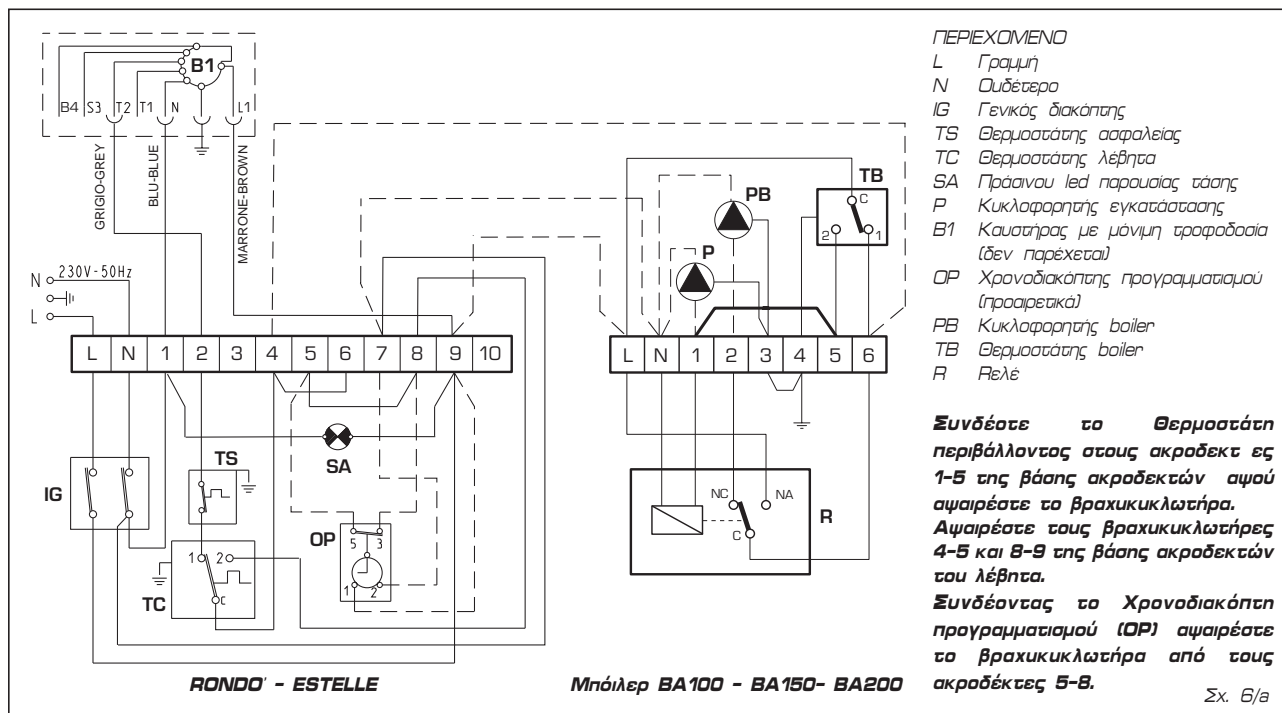 B1
B4 S3 T2 T1 N L1
GRIGIO-GREY
BLU-BLUE
MARRONE-BROWN
N 230V-50Hz
L
L N 1 2 3 4 5 6 7 8 9 10
IG
TS
SA
OP
5 3
1 2
TC
1 2
C
RONDO' - ESTELLE
PB
P
TB
C
2 1
L N 1 2 3 4 5 6
NC NA
C
R
Μπόιλερ BA100 - BA150- BA200
ΠΕΡΙΕΧΟΜΕΝΟ
L Γραμμή
N Ουδέτερο
IG Γενικός διακόπτης
TS Θερμοστάτης ασφαλείας
TC Θερμοστάτης λέβητα
SA Πράσινου led παρουσίας τάσης
P Κυκλοφορητής εγκατάστασης
B1 Καυστήρας με μόνιμη τροφοδοσία
(δεν παρέχεται)
OP Χρονοδιακόπτης προγραμματισμού
(προαιρετικά)
PB Κυκλοφορητής boiler
TB Θερμοστάτης boiler
R Rελέ
Συνδέστε το Θερμοστάτη
περιβάλλοντος στους ακροδεκτ ες
1-5 της βάσης ακροδεκτών αφού
αφαιρέστε το βραχυκυκλωτήρα.
Αφαιρέστε τους βραχυκυκλωτήρες
4-5 και 8-9 της βάσης ακροδεκτών
του λέβητα.
Συνδέοντας το Χρονοδιακόπτη
προγραμματισμού (OP) αφαιρέστε
το βραχυκυκλωτήρα από τους
ακροδέκτες 5-8.
Σχ. 6/a